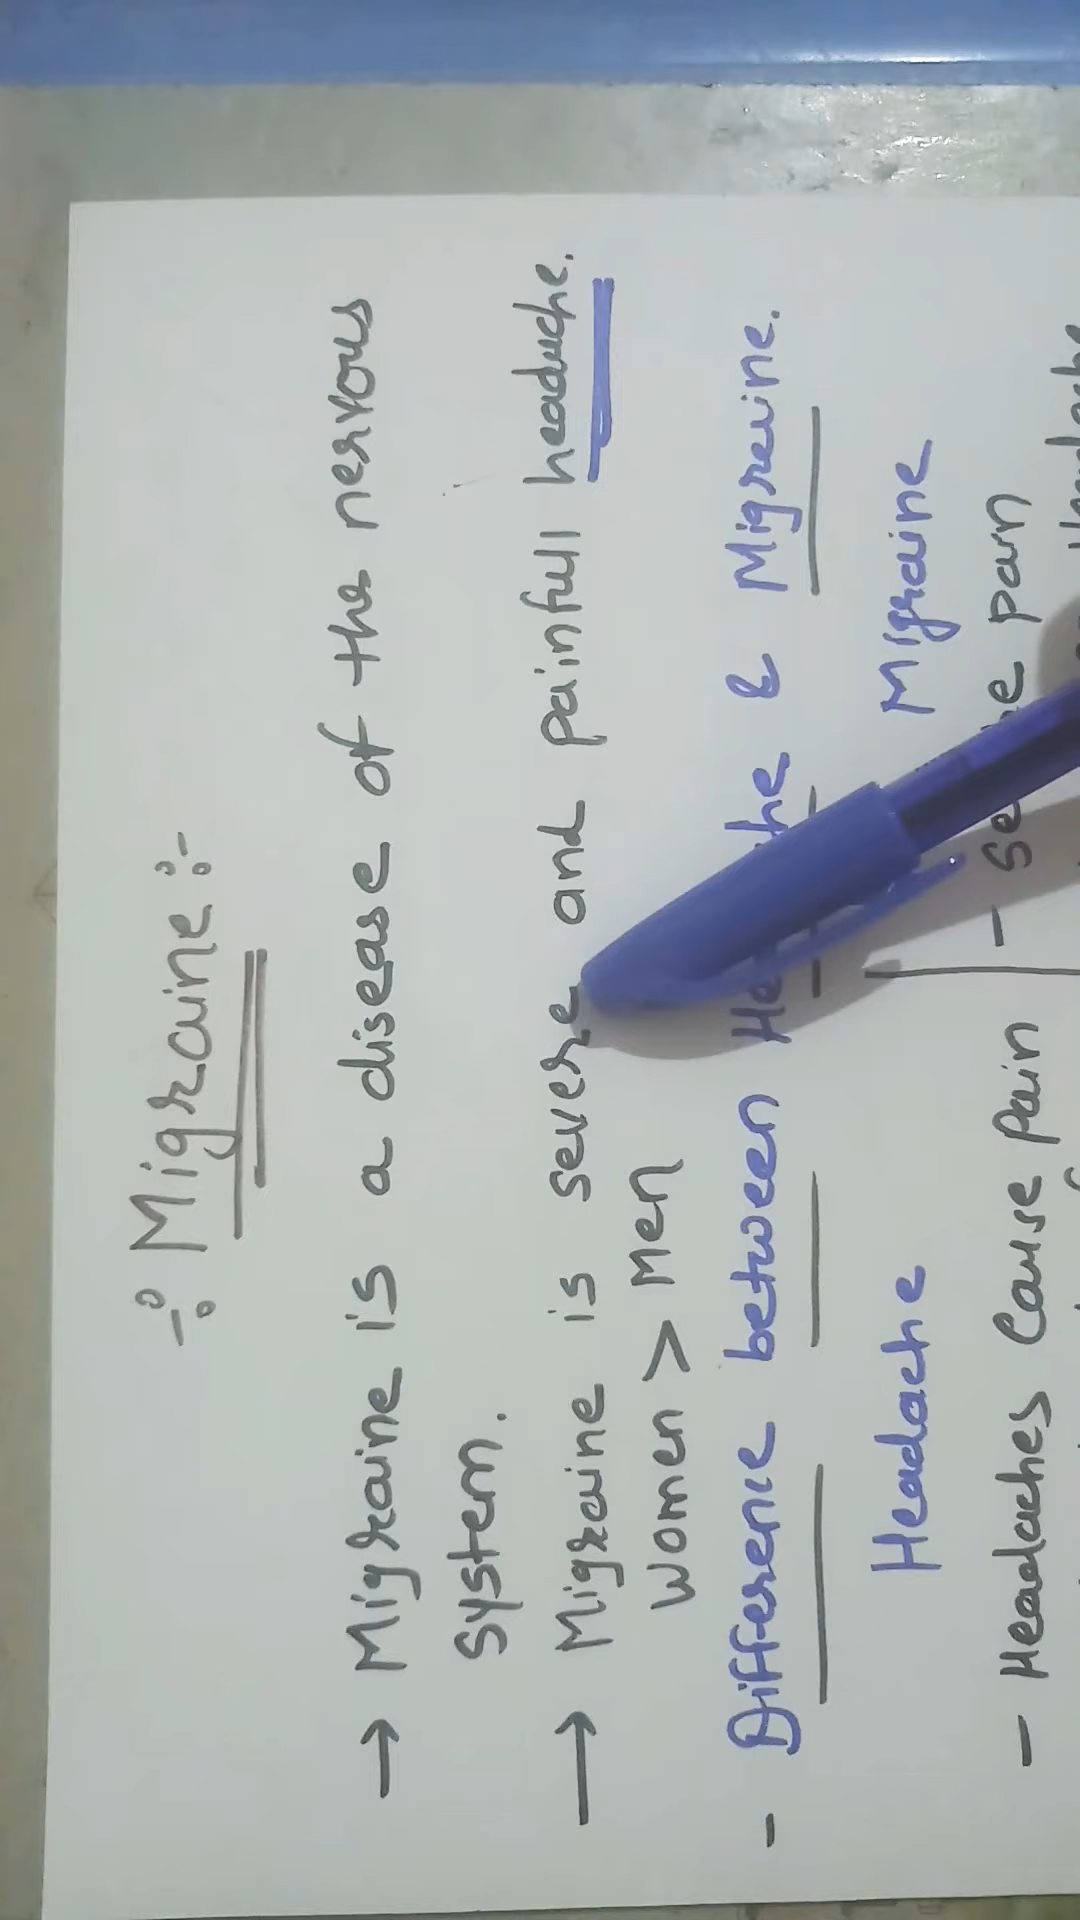 :- Migraine :-
→ Migraine is a disease of the nervous
system.
→ Migraine is severe and painfull headache.
Women > Men
- Difference between & Migraine.
Headache Migraine
- Headaches Cause pain - pain